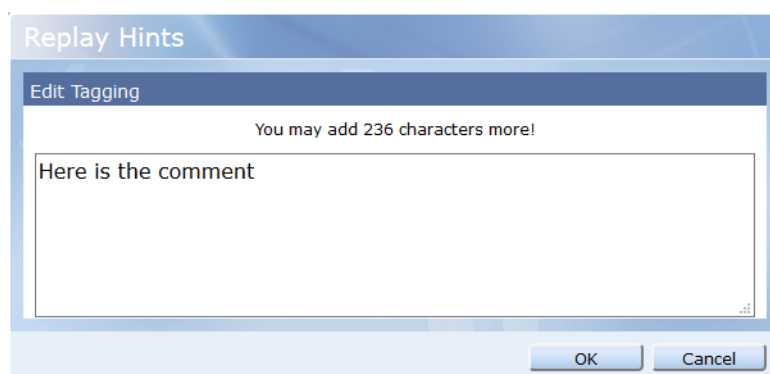 Replay Hints
Edit Tagging
You may add 236 characters more!
Here is the comment
OK Cancel